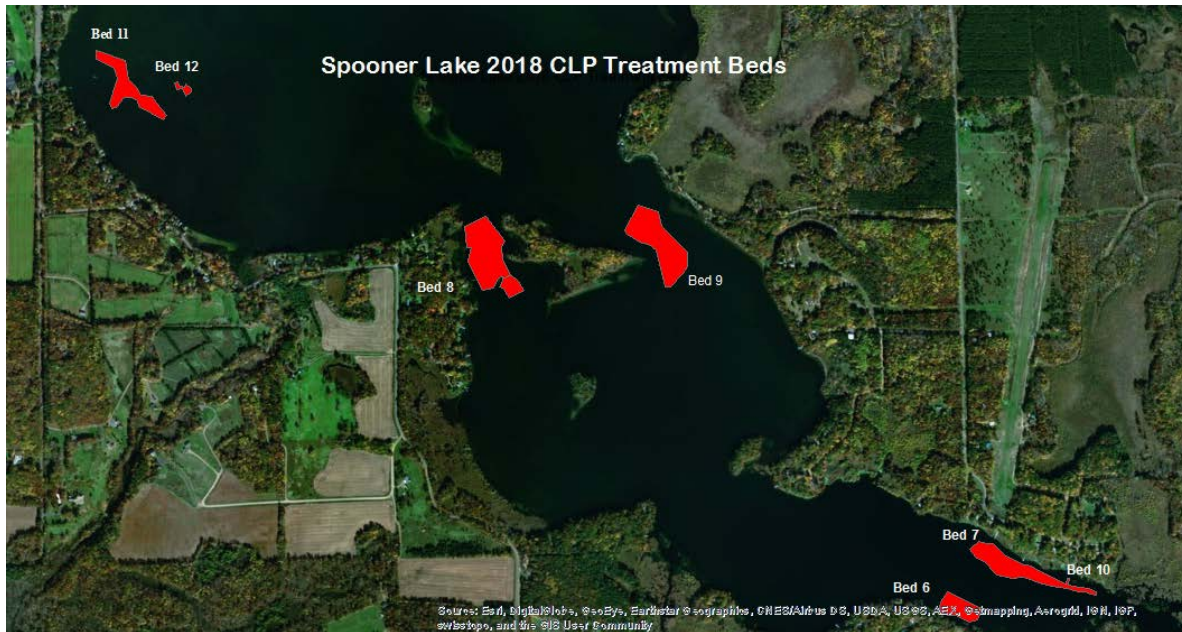 Bed 11
Bed 12
Spooner Lake 2018 CLP Treatment Beds
Bed 8
Bed 9
Bed 7
Bed 10
Bed 6
Source: Esri, DigitalGlobe, GeoEye, Earthstar Geographics, CNES/Airbus DS, USDA, USGS, AEX, Getmapping, Aerogrid, IGN, IGP,
swisstopo, and the GIS User Community